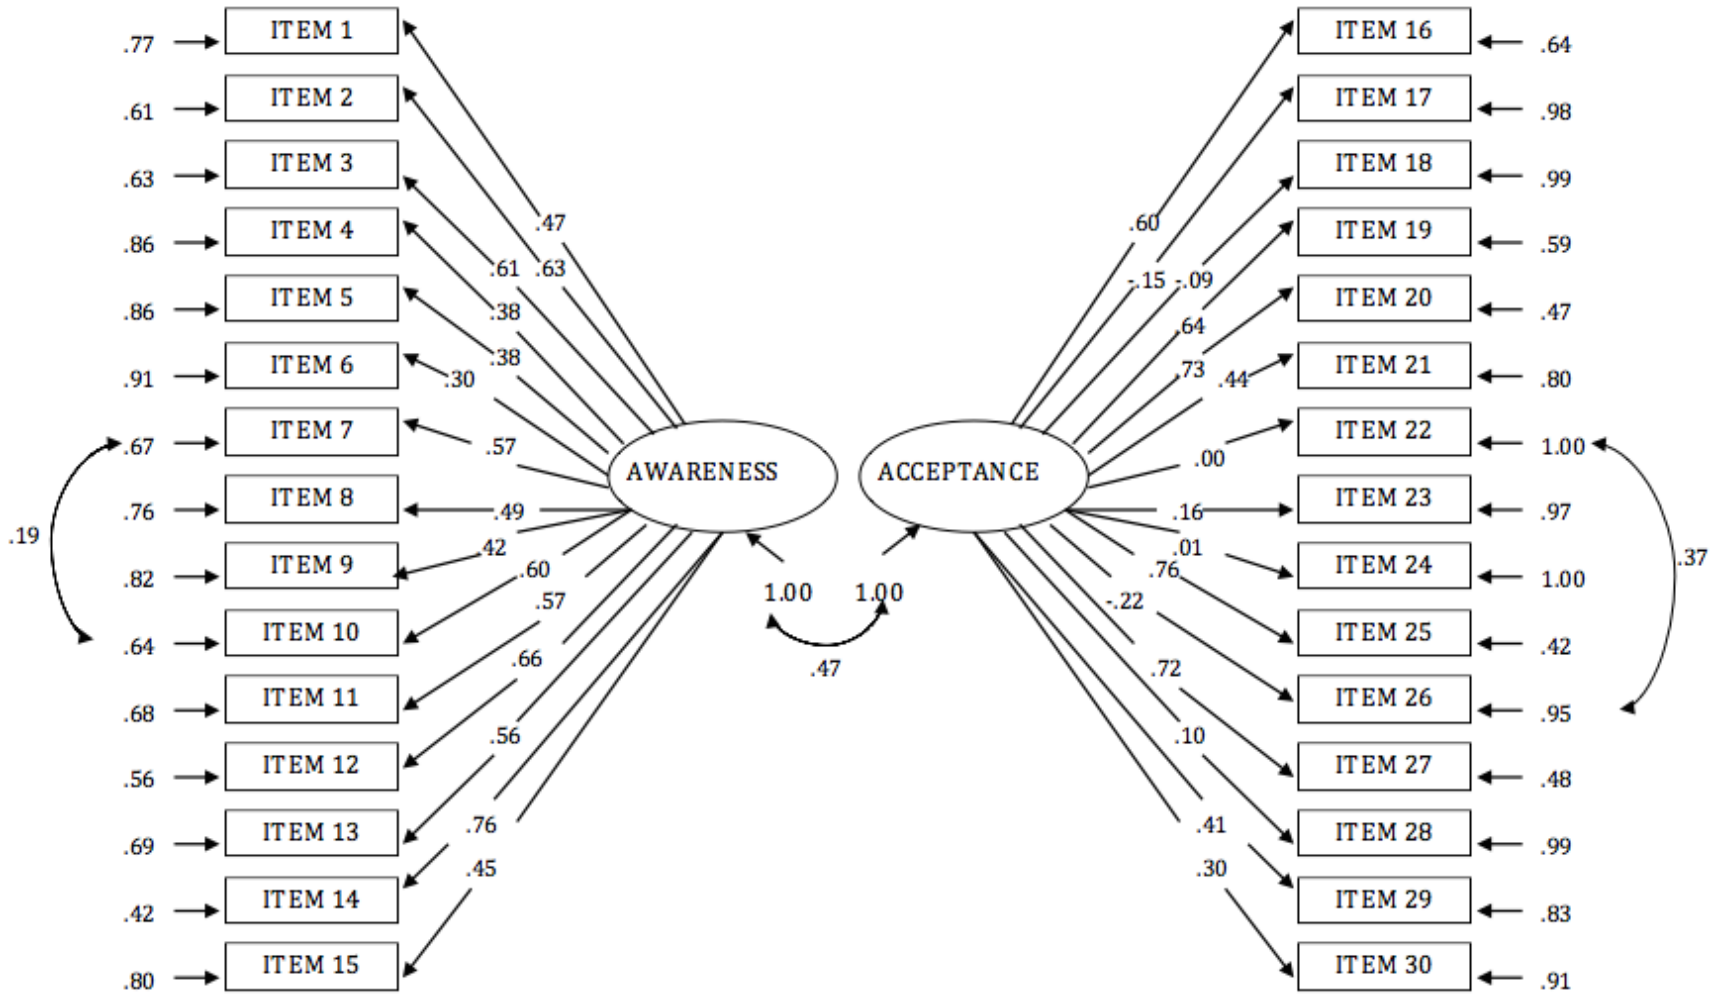 ITEM 1
.77
ITEM 2
.61
ITEM 3
.63
ITEM 4
.86
ITEM 5
.86
ITEM 6
.91
ITEM 7
.67
ITEM 8
.76
ITEM 9
.82
ITEM 10
.64
ITEM 11
.68
ITEM 12
.56
ITEM 13
.69
ITEM 14
.42
ITEM 15
.80
.19
.47
.61
.63
.38
.38
.30
.57
.49
.42
.60
.57
.66
.56
.76
.45
AWARENESS
ACCEPTANCE
1.00
1.00
.47
.60
-.15
-.09
.64
.73
.44
.00
.16
.01
.76
-.22
.72
.10
.41
.30
ITEM 16
.64
ITEM 17
.98
ITEM 18
.99
ITEM 19
.59
ITEM 20
.47
ITEM 21
.80
ITEM 22
1.00
ITEM 23
.97
ITEM 24
1.00
ITEM 25
.42
ITEM 26
.95
ITEM 27
.48
ITEM 28
.99
ITEM 29
.83
ITEM 30
.91
.37